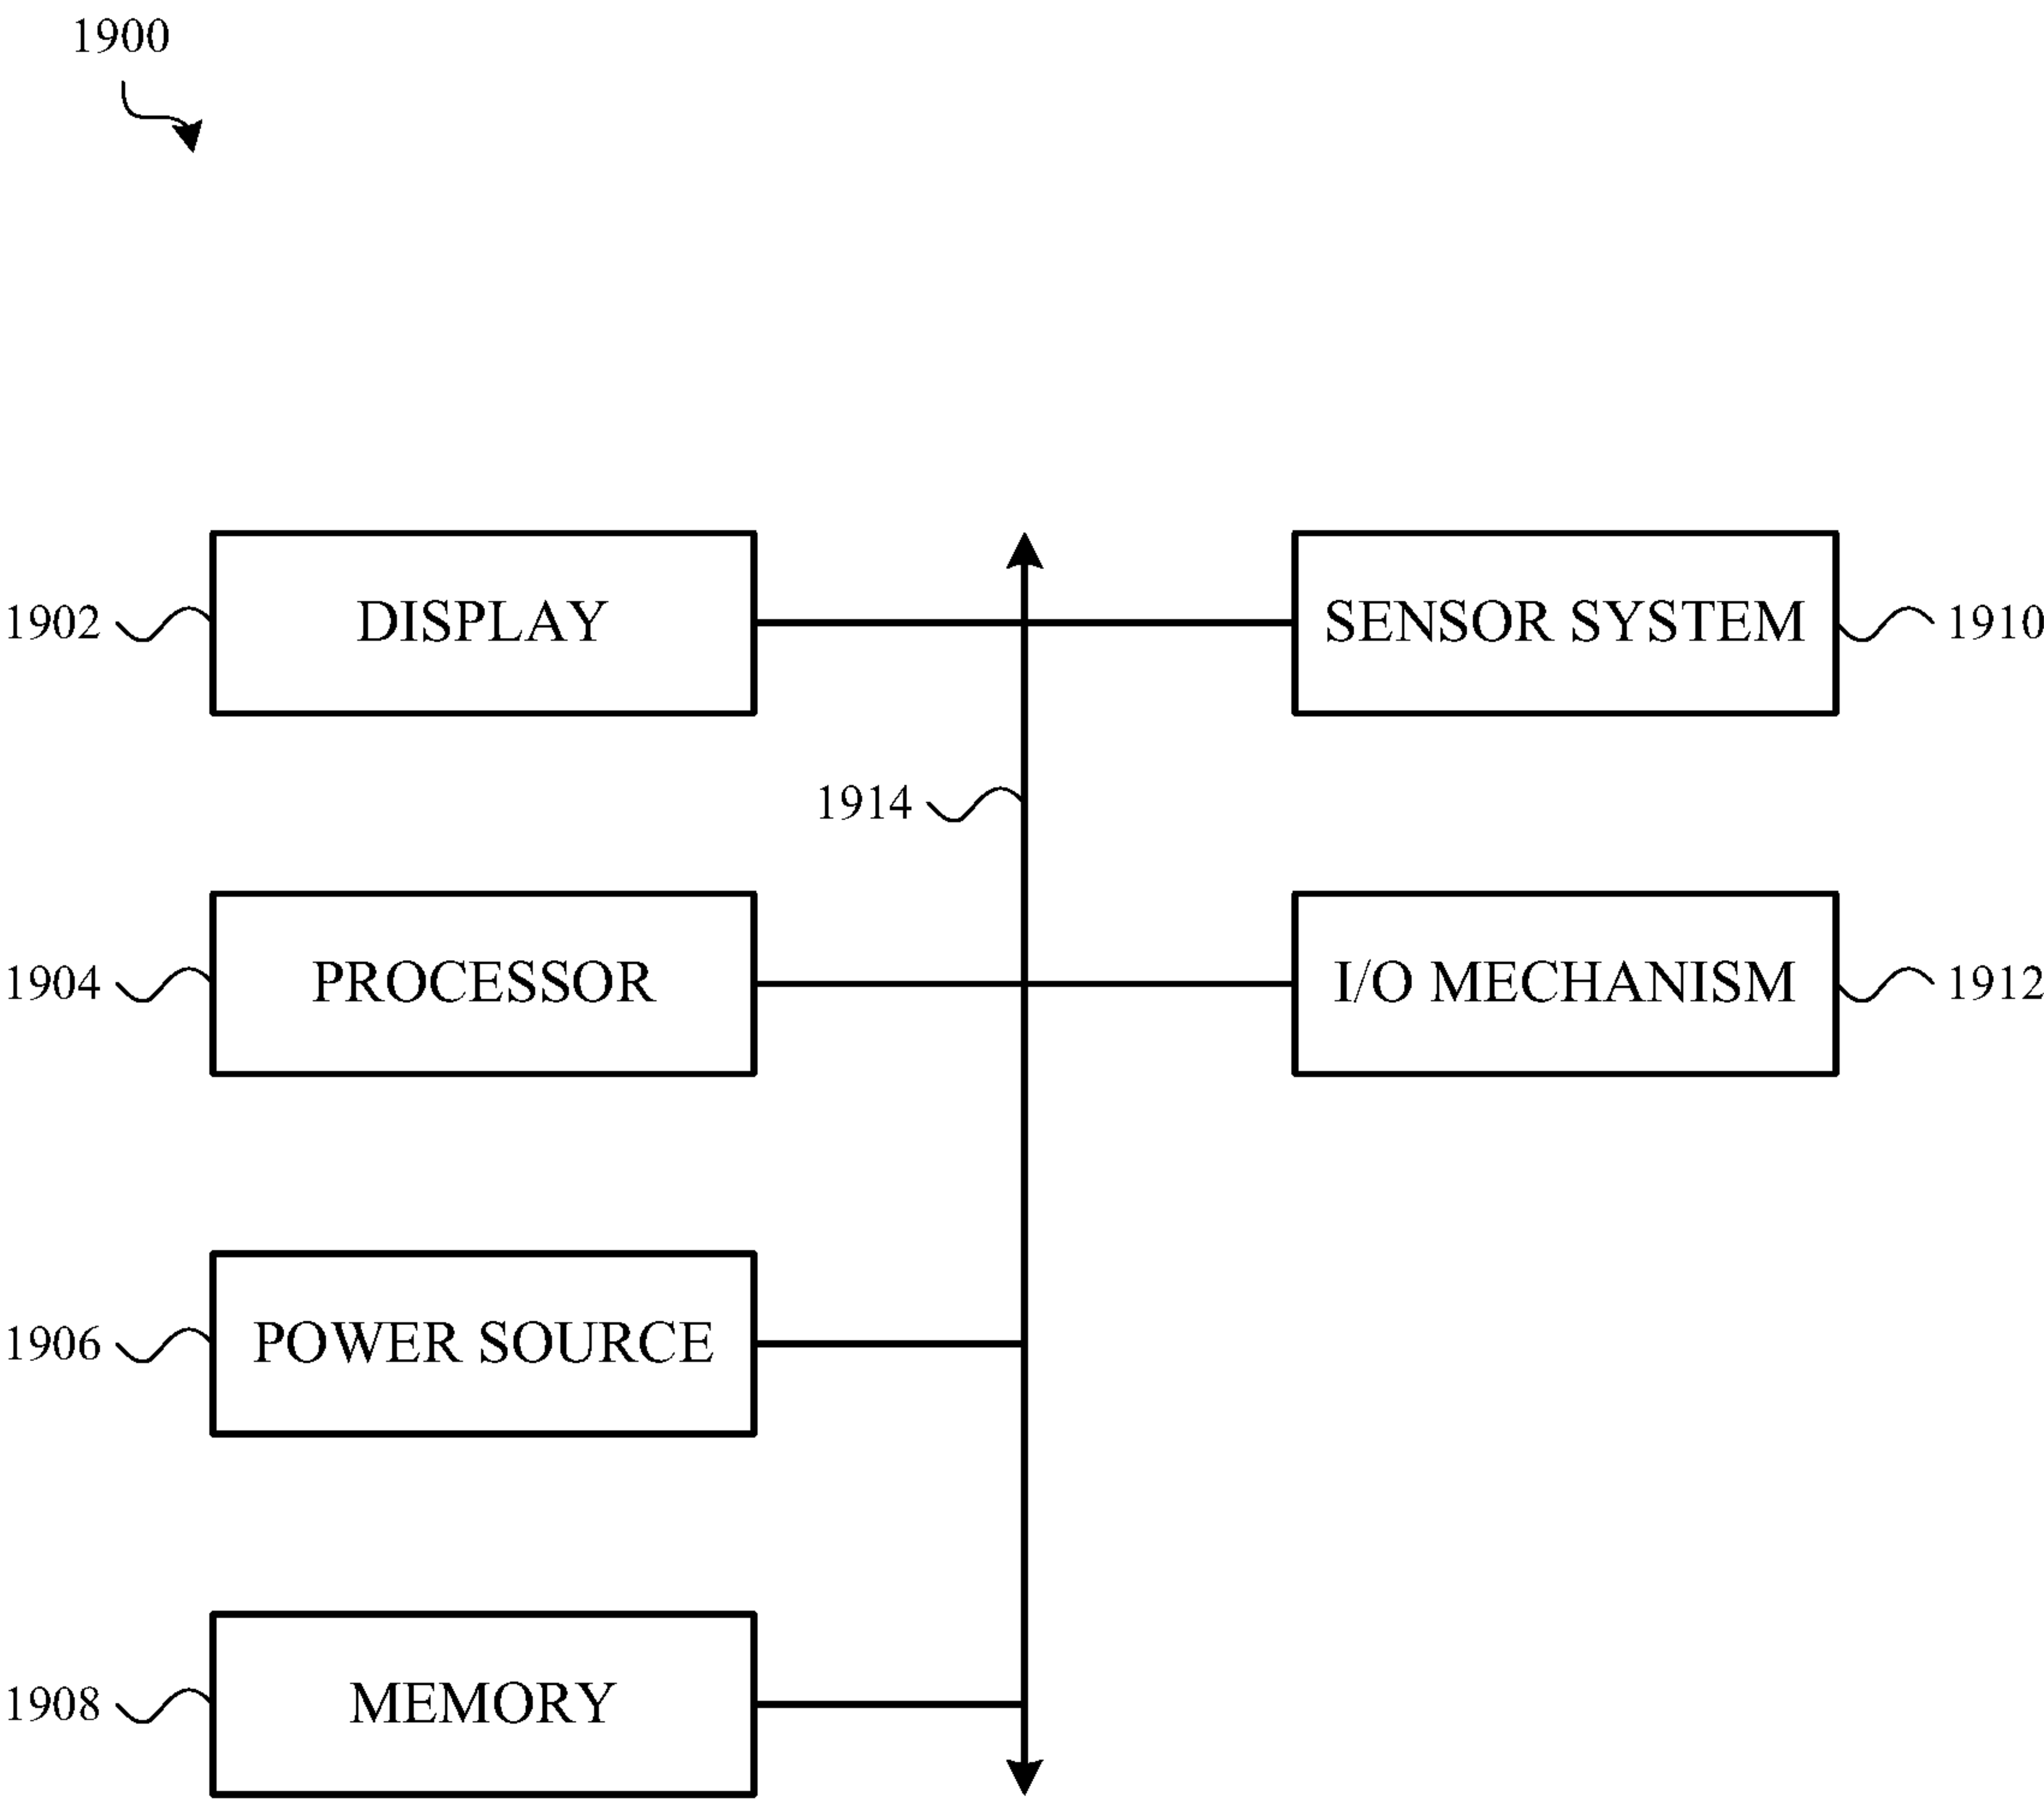 1900
1902 DISPLAY SENSOR SYSTEM 1910
1914
1904 PROCESSOR I/O MECHANISM 1912
1906 POWER SOURCE
1908 MEMORY